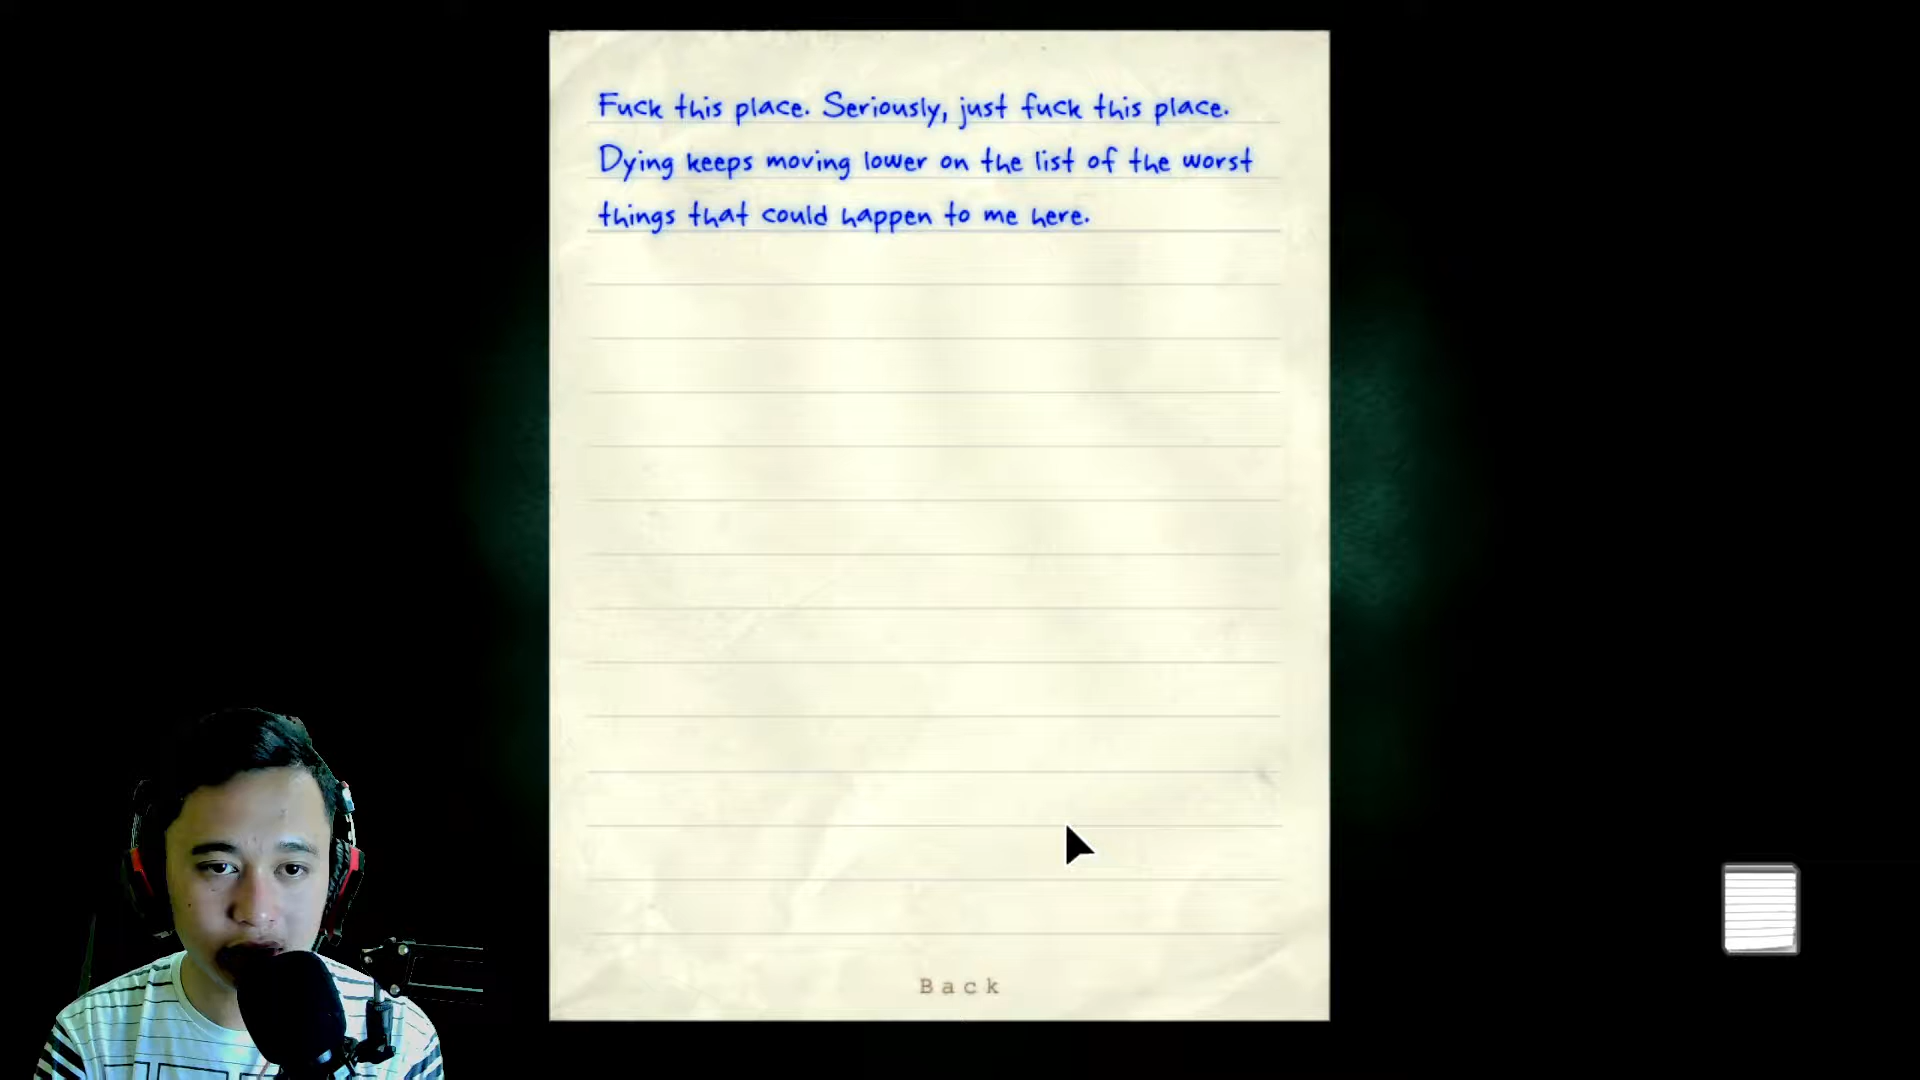 Fuck this place. Seriously, just fuck this place.
Dying keeps moving lower on the list of the worst
things that could happen to me here.
Back